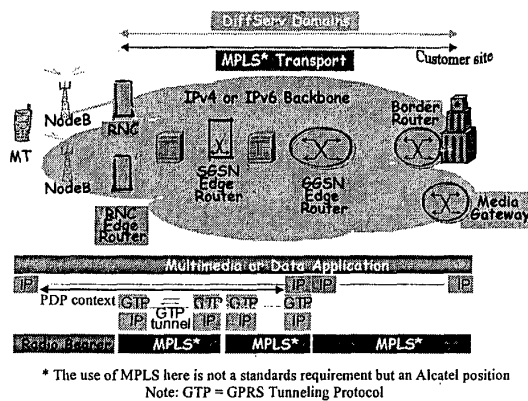 DiffServ Domains
MPLS* Transport
Customer site
IPv4 or IPv6 Backbone
NodeB
RNC
Border
Router
MT
NodeB
SGSN
Edge
Router
GGSN
Edge
Router
RNC
Edge
Router
Media
Gateway
Multimedia or Data Application
IP IP IP IP
PDP context
GTP GTP GTP GTP
GTP
tunnel
IP IP IP IP
Radio Bearer MPLS* MPLS* MPLS*
* The use of MPLS here is not a standards requirement but an Alcatel position
Note: GTP = GPRS Tunneling Protocol